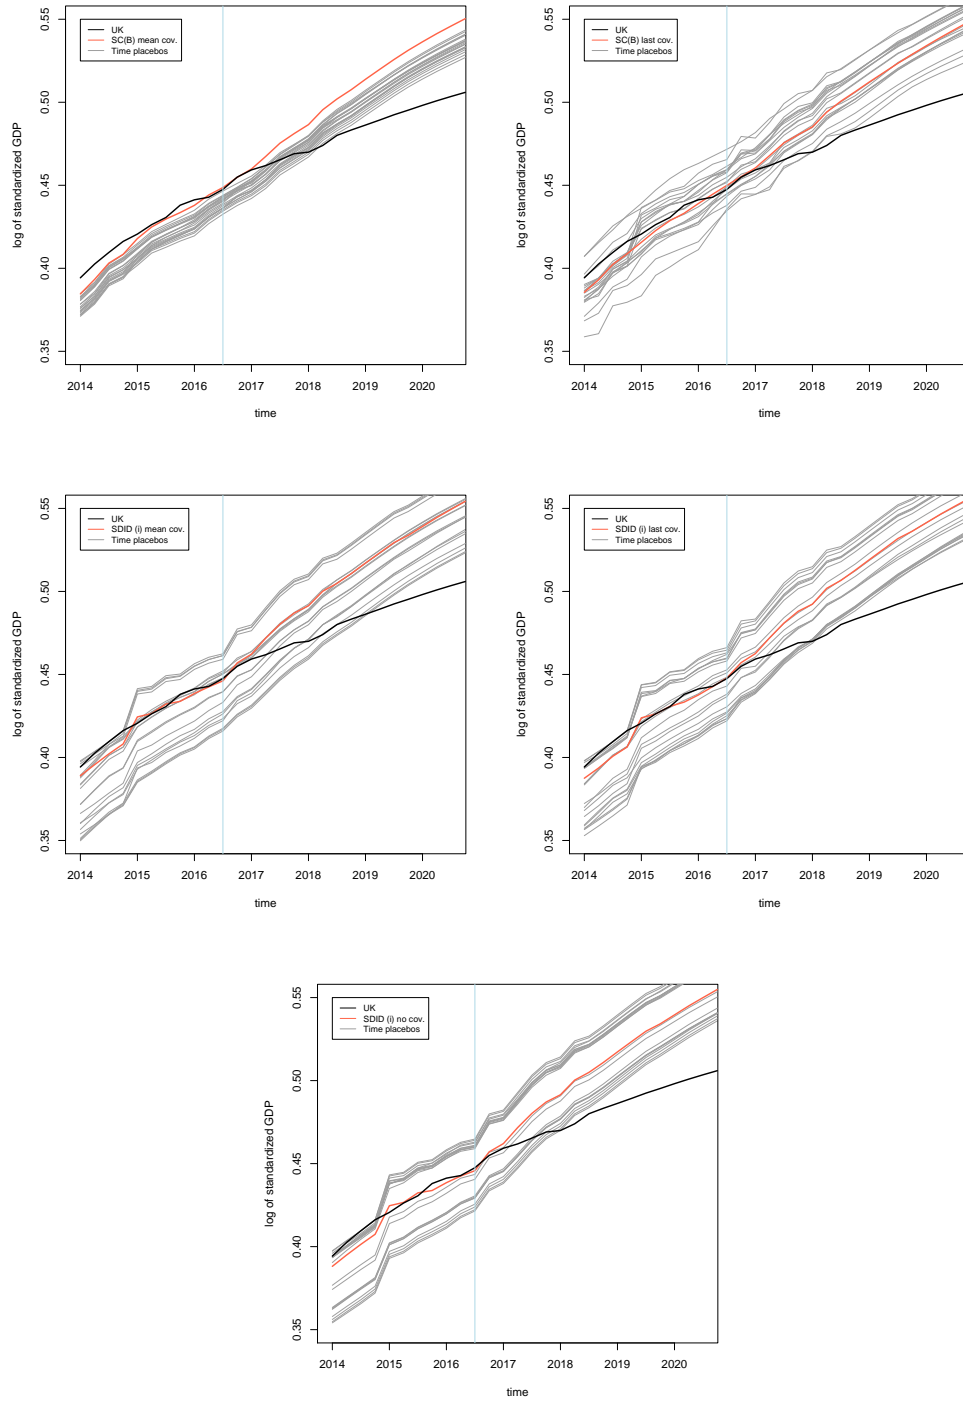 log of standardized GDP
0.55
0.50
0.45
0.40
0.35
UK
SC(B) mean cov.
Time placebos
2014 2015 2016 2017 2018 2019 2020
time
log of standardized GDP
0.55
0.50
0.45
0.40
0.35
UK
SC(B) last cov.
Time placebos
2014 2015 2016 2017 2018 2019 2020
time
log of standardized GDP
0.55
0.50
0.45
0.40
0.35
UK
SDID (i) mean cov.
Time placebos
2014 2015 2016 2017 2018 2019 2020
time
log of standardized GDP
0.55
0.50
0.45
0.40
0.35
UK
SDID (i) last cov.
Time placebos
2014 2015 2016 2017 2018 2019 2020
time
log of standardized GDP
0.55
0.50
0.45
0.40
0.35
UK
SDID (i) no cov.
Time placebos
2014 2015 2016 2017 2018 2019 2020
time